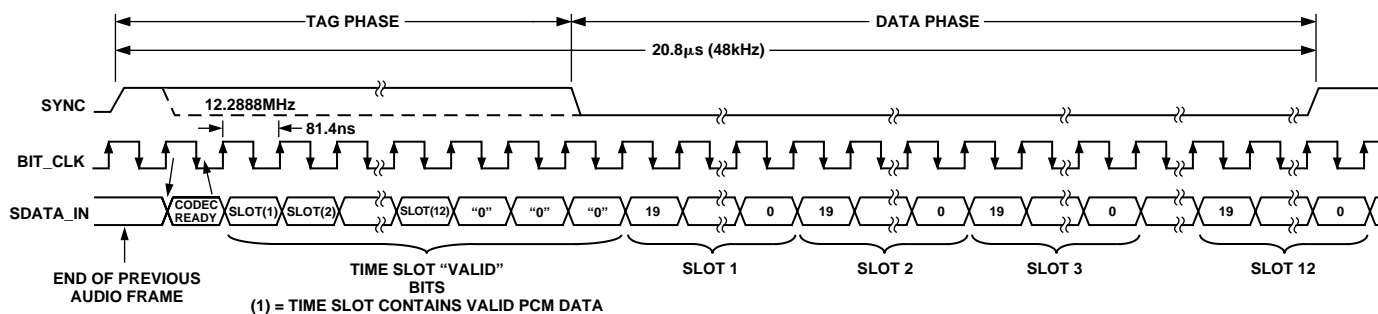 TAG PHASE
DATA PHASE
20.8μs (48kHz)
SYNC
12.2888MHz
81.4ns
BIT_CLK
SDATA_IN
CODEC
READY
SLOT(1)
SLOT(2)
SLOT(12)
“0”
“0”
“0”
19
0
19
0
19
0
19
0
END OF PREVIOUS
AUDIO FRAME
TIME SLOT “VALID”
BITS
(1) = TIME SLOT CONTAINS VALID PCM DATA
SLOT 1
SLOT 2
SLOT 3
SLOT 12